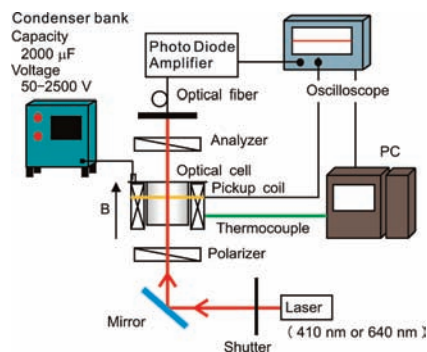 Condenser bank
Capacity
2000 μF
Voltage
50-2500 V
Photo Diode
Amplifier
Optical fiber
Oscilloscope
Analyzer
PC
Optical cell
Pickup coil
B
Thermocouple
Polarizer
Mirror
Laser
Shutter
( 410 nm or 640 nm )